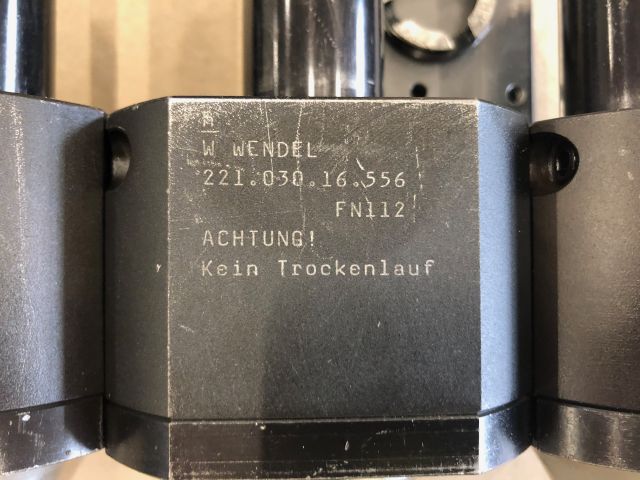 W WENDEL
221.030.16.556
FN112
ACHTUNG!
Kein Trockenlauf